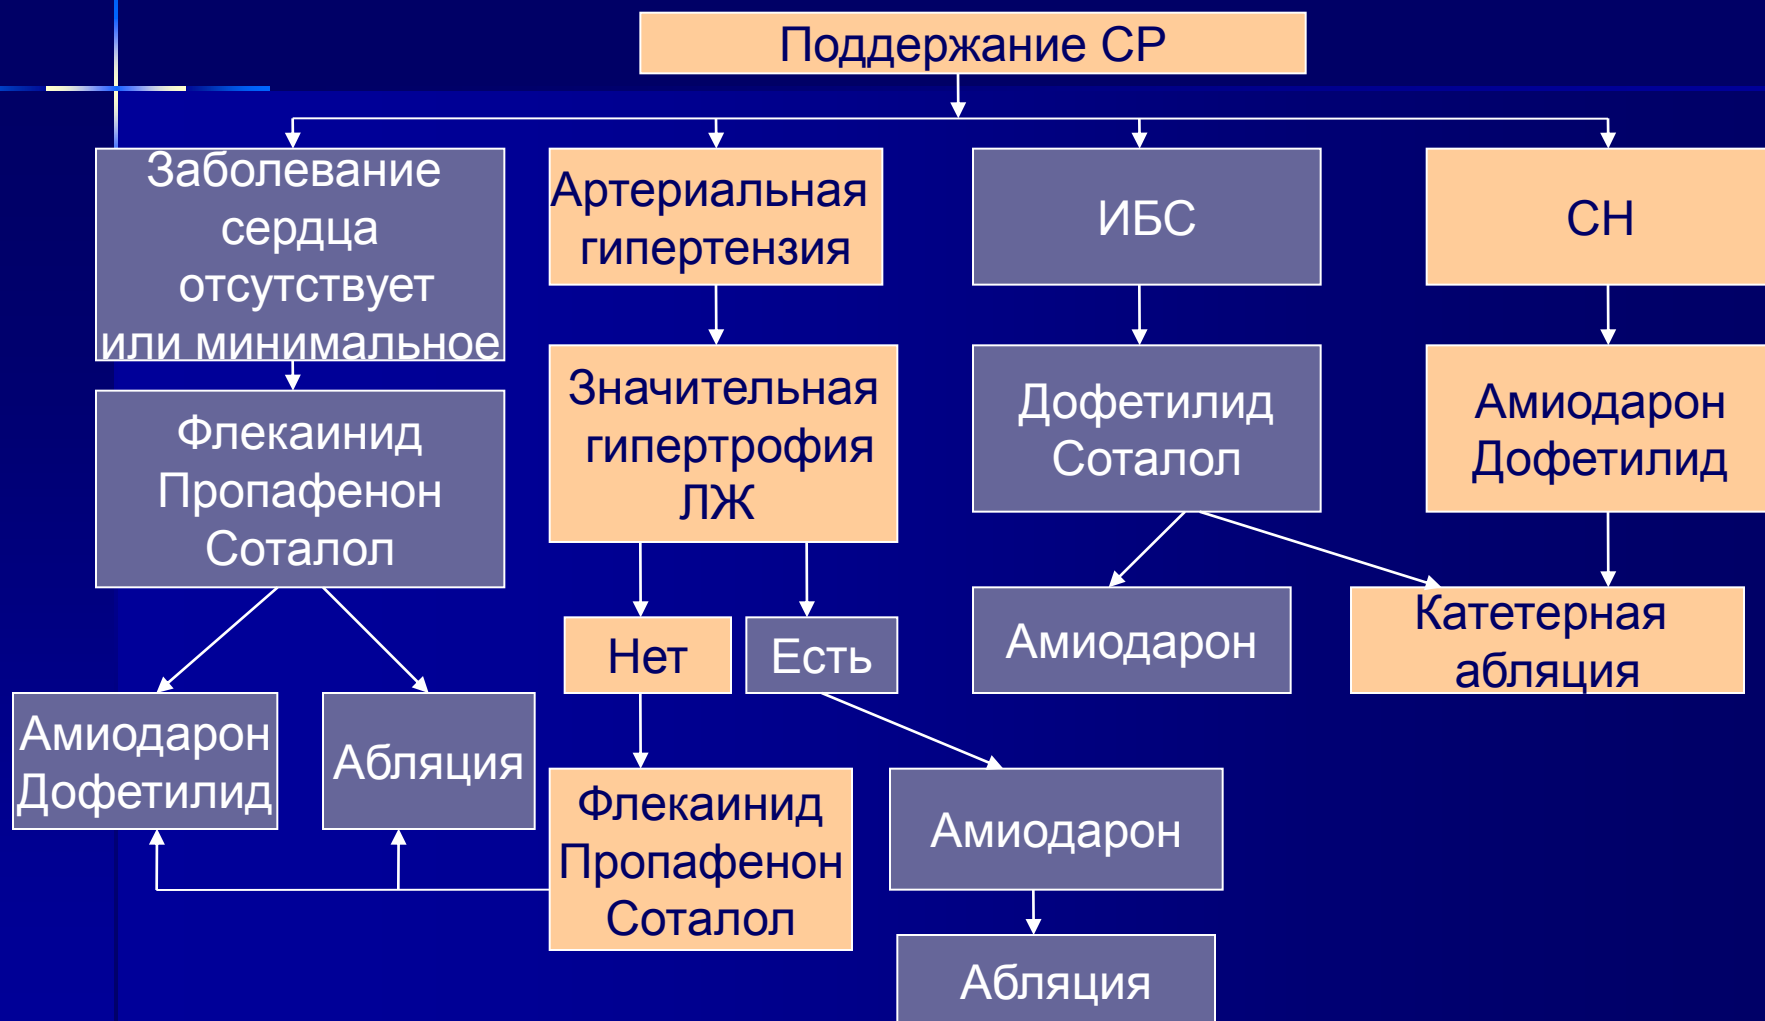 Поддержание СР
Заболевание
сердца
отсутствует
или минимальное
Артериальная
гипертензия
ИБС
СН
Флекаинид
Пропафенон
Соталол
Значительная
гипертрофия
ЛЖ
Дофетилид
Соталол
Амиодарон
Дофетилид
Нет
Есть
Амиодарон
Катетерная
абляция
Амиодарон
Дофетилид
Абляция
Флекаинид
Пропафенон
Соталол
Амиодарон
Абляция